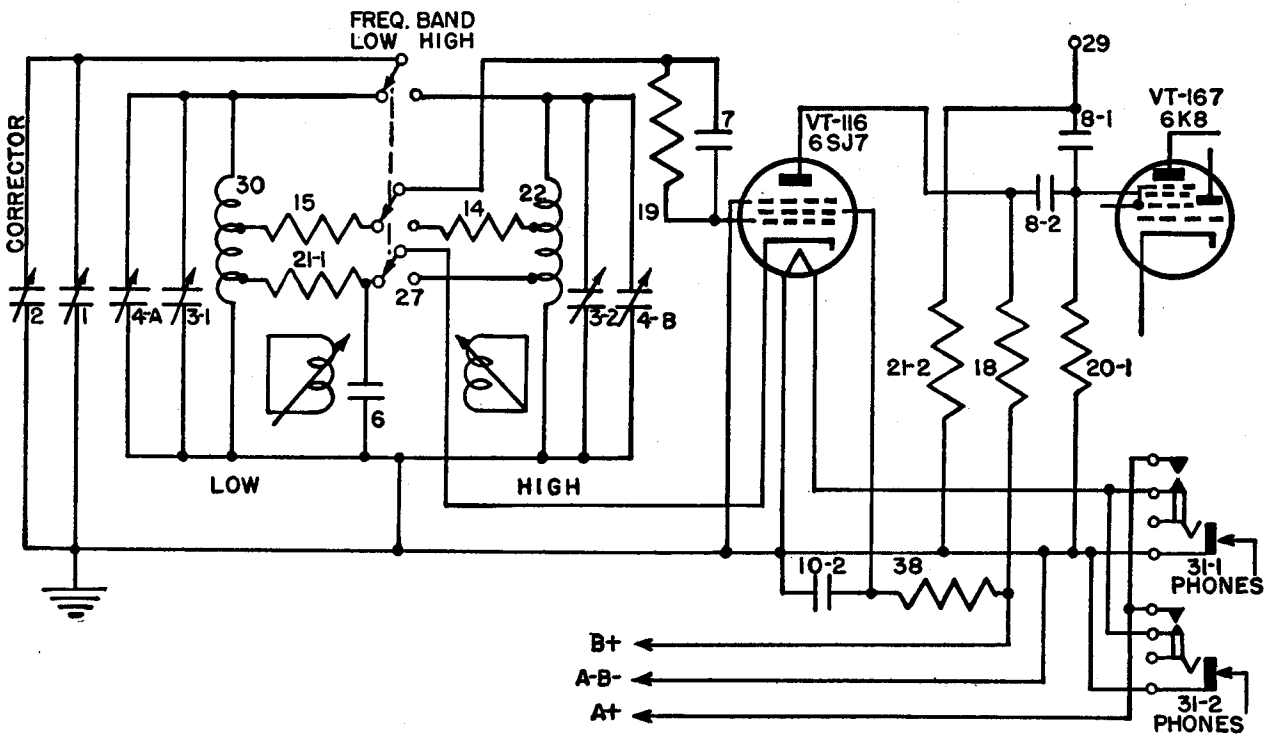 FREQ. BAND
LOW HIGH
29
VT-167
6K8
8-1
7
VT-116
6SJ7
CORRECTOR
30
15
14
22
19
8-2
21-1
27
2
1
4-A
3-1
3-2
4-B
21-2
18
20-1
6
LOW
HIGH
10-2
38
31-1
PHONES
B+
A-B-
A+
31-2
PHONES